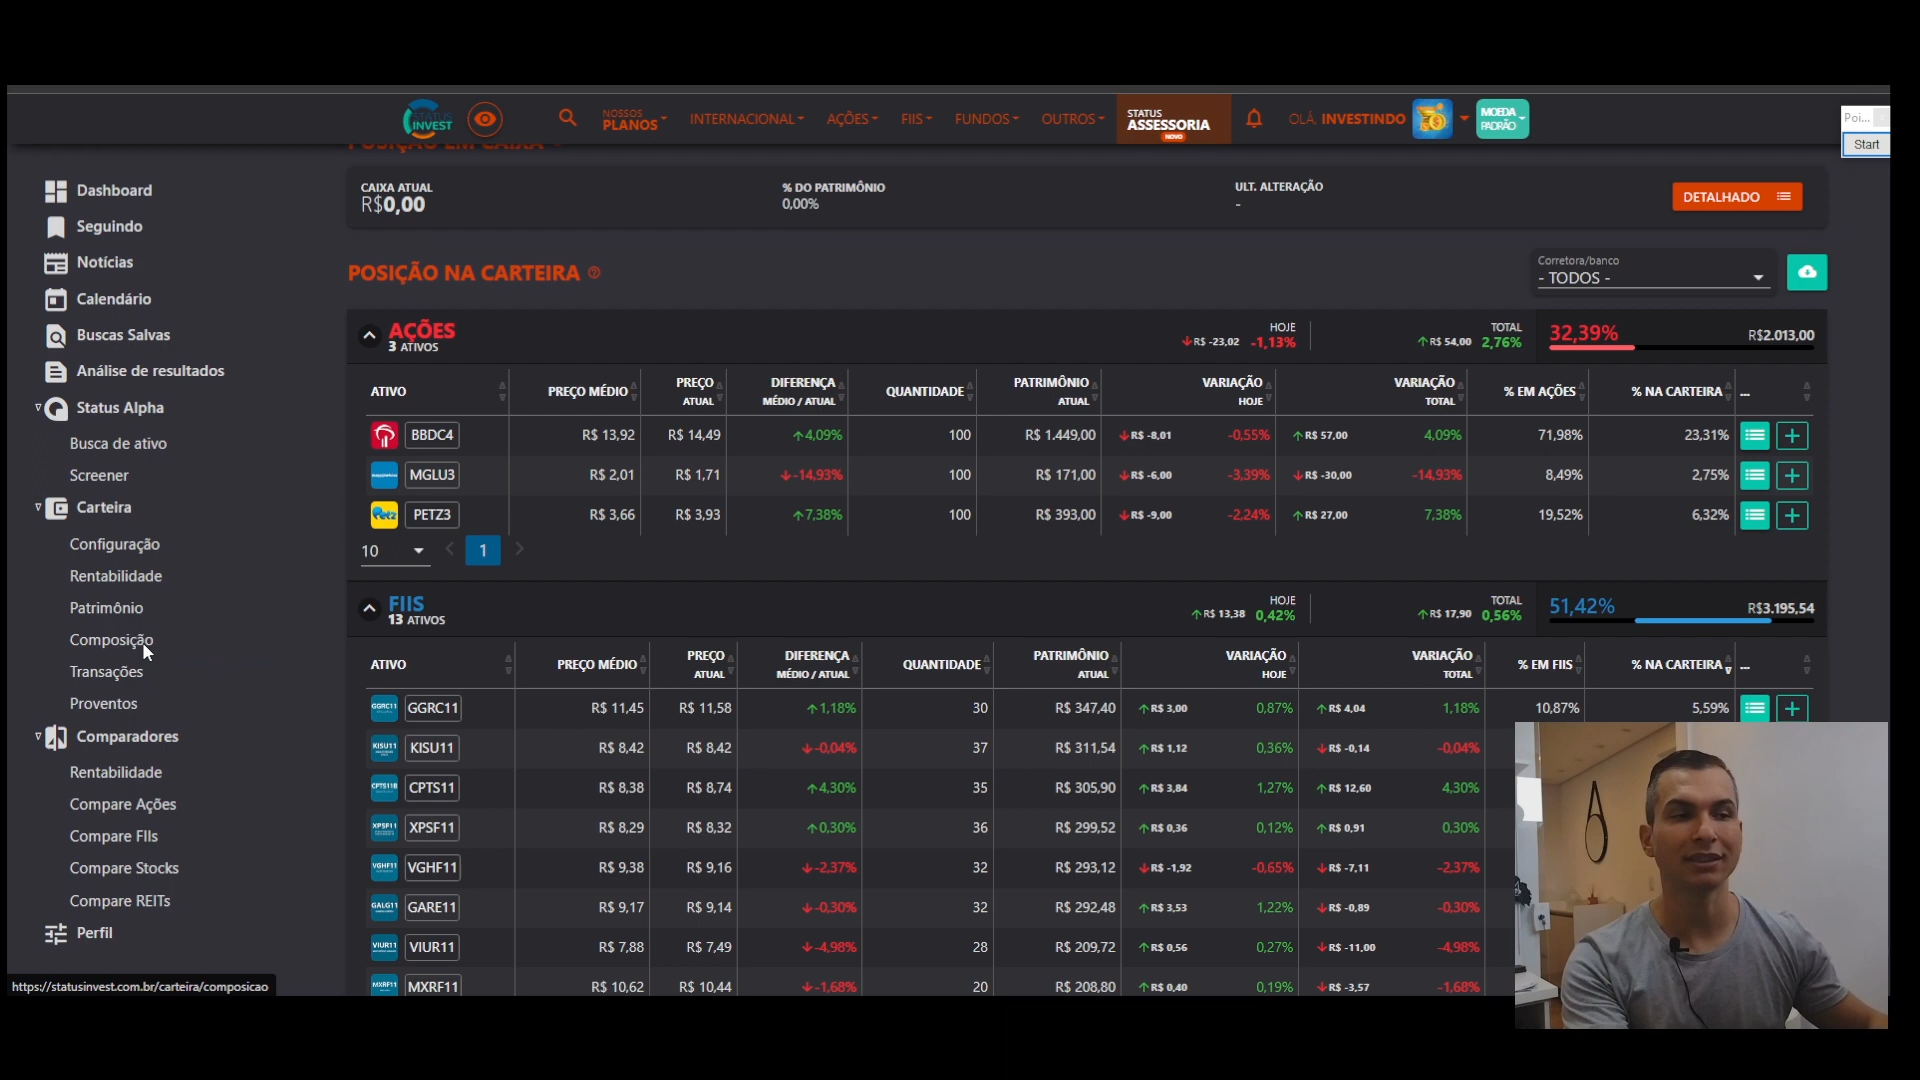 STATUS INVEST
NOSSOS PLANOS
INTERNACIONAL
AÇÕES
FIIS
FUNDOS
OUTROS
STATUS ASSESSORIA
NOVO
OLÁ, INVESTINDO
MOEDA PADRÃO
Poi...
Start
Dashboard
Seguindo
Notícias
Calendário
Buscas Salvas
Análise de resultados
Status Alpha
Busca de ativo
Screener
Carteira
Configuração
Rentabilidade
Patrimônio
Composição
Transações
Proventos
Comparadores
Rentabilidade
Compare Ações
Compare FIIs
Compare Stocks
Compare REITs
Perfil
https://statusinvest.com.br/carteira/composicao
POSIÇÃO EM CAIXA
CAIXA ATUAL
R$0,00
% DO PATRIMÔNIO
0,00%
ULT. ALTERAÇÃO
-
DETALHADO
POSIÇÃO NA CARTEIRA
Corretora/banco
- TODOS -
AÇÕES
3 ATIVOS
HOJE
R$ -23,02 -1,13%
TOTAL
R$ 54,00 2,76%
32,39% R$2.013,00
ATIVO PREÇO MÉDIO PREÇO ATUAL DIFERENÇA MÉDIO / ATUAL QUANTIDADE PATRIMÔNIO ATUAL VARIAÇÃO HOJE VARIAÇÃO TOTAL % EM AÇÕES % NA CARTEIRA ...
BBDC4 R$ 13,92 R$ 14,49 4,09% 100 R$ 1.449,00 R$ -8,01 -0,55% R$ 57,00 4,09% 71,98% 23,31%
MGLU3 R$ 2,01 R$ 1,71 -14,93% 100 R$ 171,00 R$ -6,00 -3,39% R$ -30,00 -14,93% 8,49% 2,75%
Petz PETZ3 R$ 3,66 R$ 3,93 7,38% 100 R$ 393,00 R$ -9,00 -2,24% R$ 27,00 7,38% 19,52% 6,32%
10 1
FIIS
13 ATIVOS
HOJE
R$ 13,38 0,42%
TOTAL
R$ 17,90 0,56%
51,42% R$3.195,54
ATIVO PREÇO MÉDIO PREÇO ATUAL DIFERENÇA MÉDIO / ATUAL QUANTIDADE PATRIMÔNIO ATUAL VARIAÇÃO HOJE VARIAÇÃO TOTAL % EM FIIS % NA CARTEIRA ...
GGRC11 GGRC11 R$ 11,45 R$ 11,58 1,18% 30 R$ 347,40 R$ 3,00 0,87% R$ 4,04 1,18% 10,87% 5,59%
KISU11 KISU11 R$ 8,42 R$ 8,42 -0,04% 37 R$ 311,54 R$ 1,12 0,36% R$ -0,14 -0,04%
CPTS11B CPTS11 R$ 8,38 R$ 8,74 4,30% 35 R$ 305,90 R$ 3,84 1,27% R$ 12,60 4,30%
XPSF11 XPSF11 R$ 8,29 R$ 8,32 0,30% 36 R$ 299,52 R$ 0,36 0,12% R$ 0,91 0,30%
VGHF11 VGHF11 R$ 9,38 R$ 9,16 -2,37% 32 R$ 293,12 R$ -1,92 -0,65% R$ -7,11 -2,37%
GALG11 GARE11 R$ 9,17 R$ 9,14 -0,30% 32 R$ 292,48 R$ 3,53 1,22% R$ -0,89 -0,30%
VIUR11 VIUR11 R$ 7,88 R$ 7,49 -4,98% 28 R$ 209,72 R$ 0,56 0,27% R$ -11,00 -4,98%
MXRF11 MXRF11 R$ 10,62 R$ 10,44 -1,68% 20 R$ 208,80 R$ 0,40 0,19% R$ -3,57 -1,68%